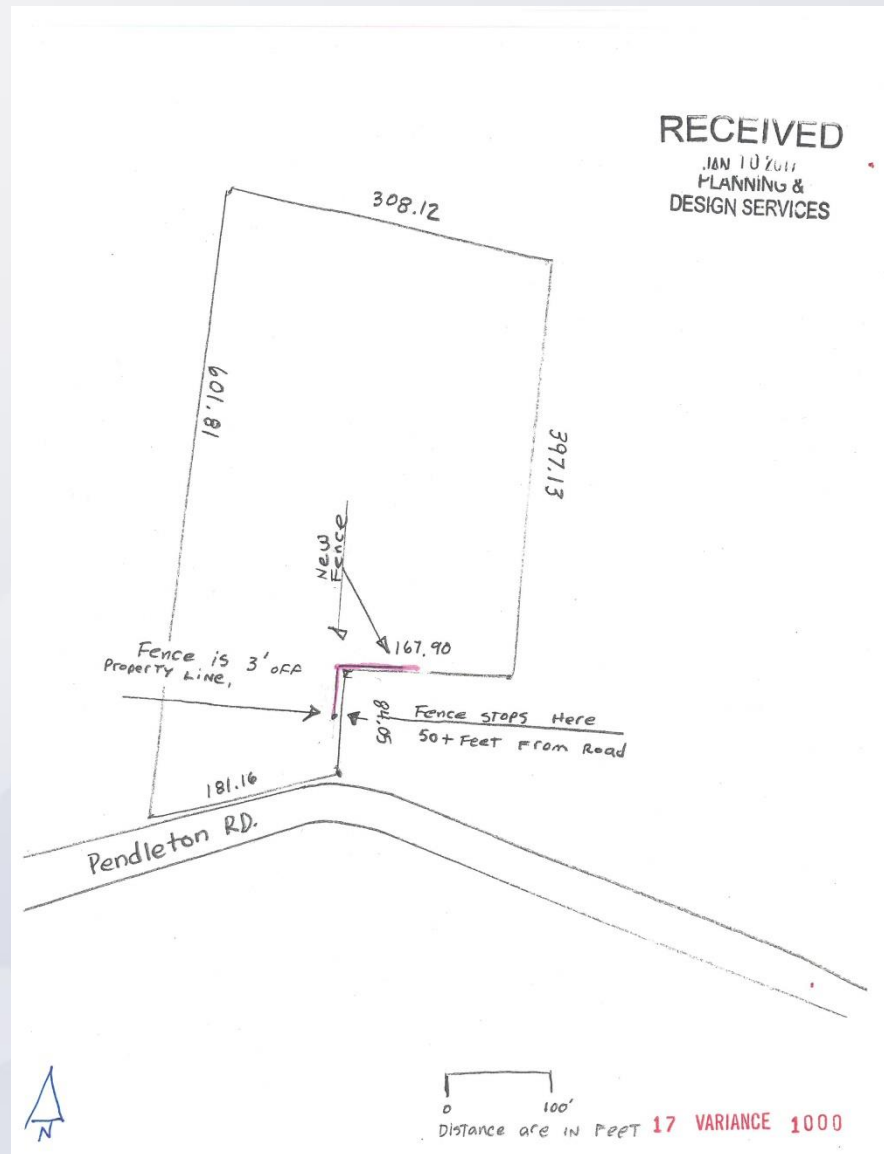 RECEIVED
JAN 10
PLANNING &
DESIGN SERVICES
308.12
601.81
397.13
New
Fence
167.90
Fence is 3' off
Property Line,
84.05
Fence stops Here
50+ Feet From Road
181.16
Pendleton RD.
N
0 100'
Distance are in Feet
17 VARIANCE 1000